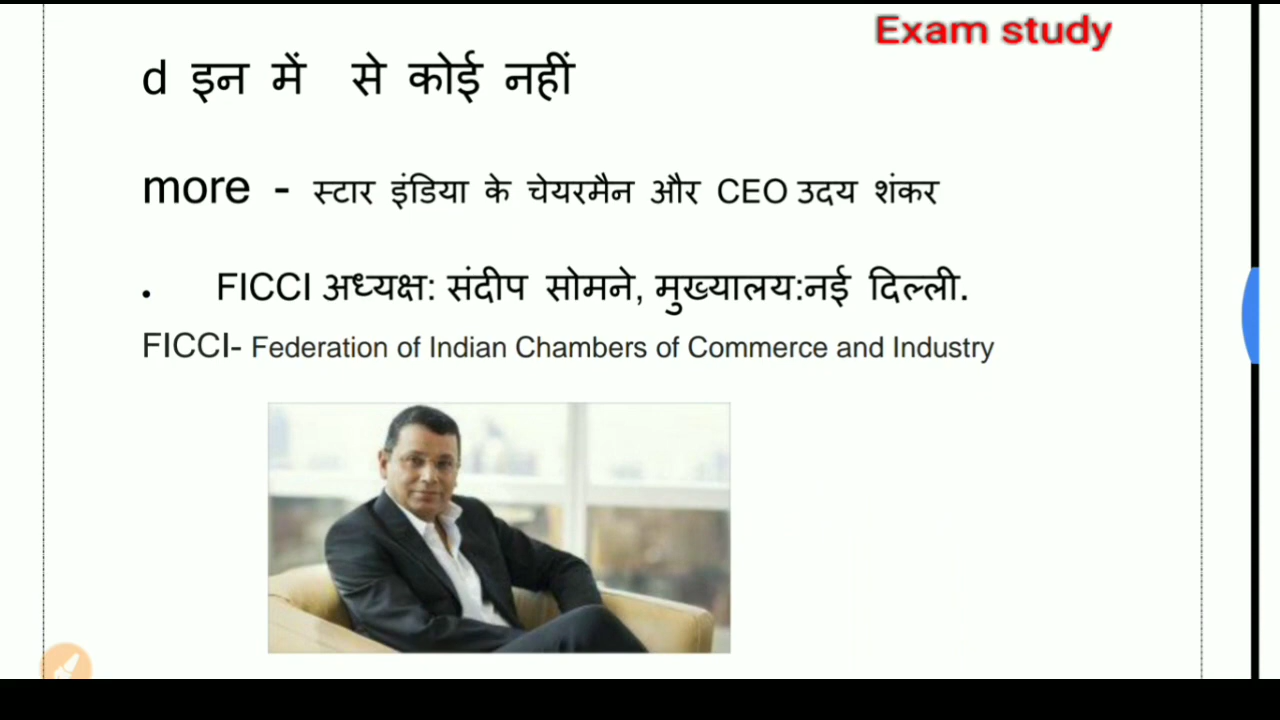 Exam study
d इन में से कोई नहीं
more - स्टार इंडिया के चेयरमैन और CEO उदय शंकर
• FICCI अध्यक्ष: संदीप सोमने, मुख्यालय:नई दिल्ली.
FICCI- Federation of Indian Chambers of Commerce and Industry